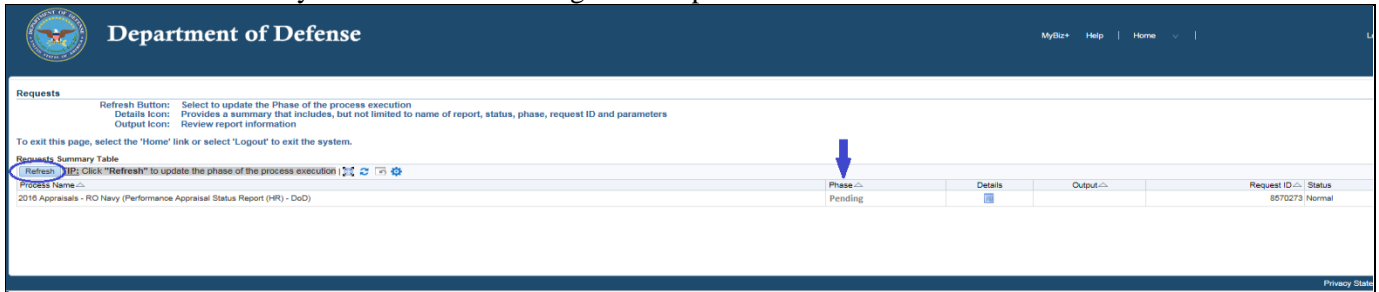 Department of Defense
MyBiz+ Help | Home |
Requests
Refresh Button: Select to update the Phase of the process execution
Details Icon: Provides a summary that includes, but not limited to name of report, status, phase, request ID and parameters
Output Icon: Review report information
To exit this page, select the 'Home' link or select 'Logout' to exit the system.
Requests Summary Table
Refresh TIP: Click "Refresh" to update the phase of the process execution
Process Name Phase Details Output Request ID Status
2016 Appraisals - RO Navy (Performance Appraisal Status Report (HR) - DoD) Pending 8570273 Normal
Privacy State